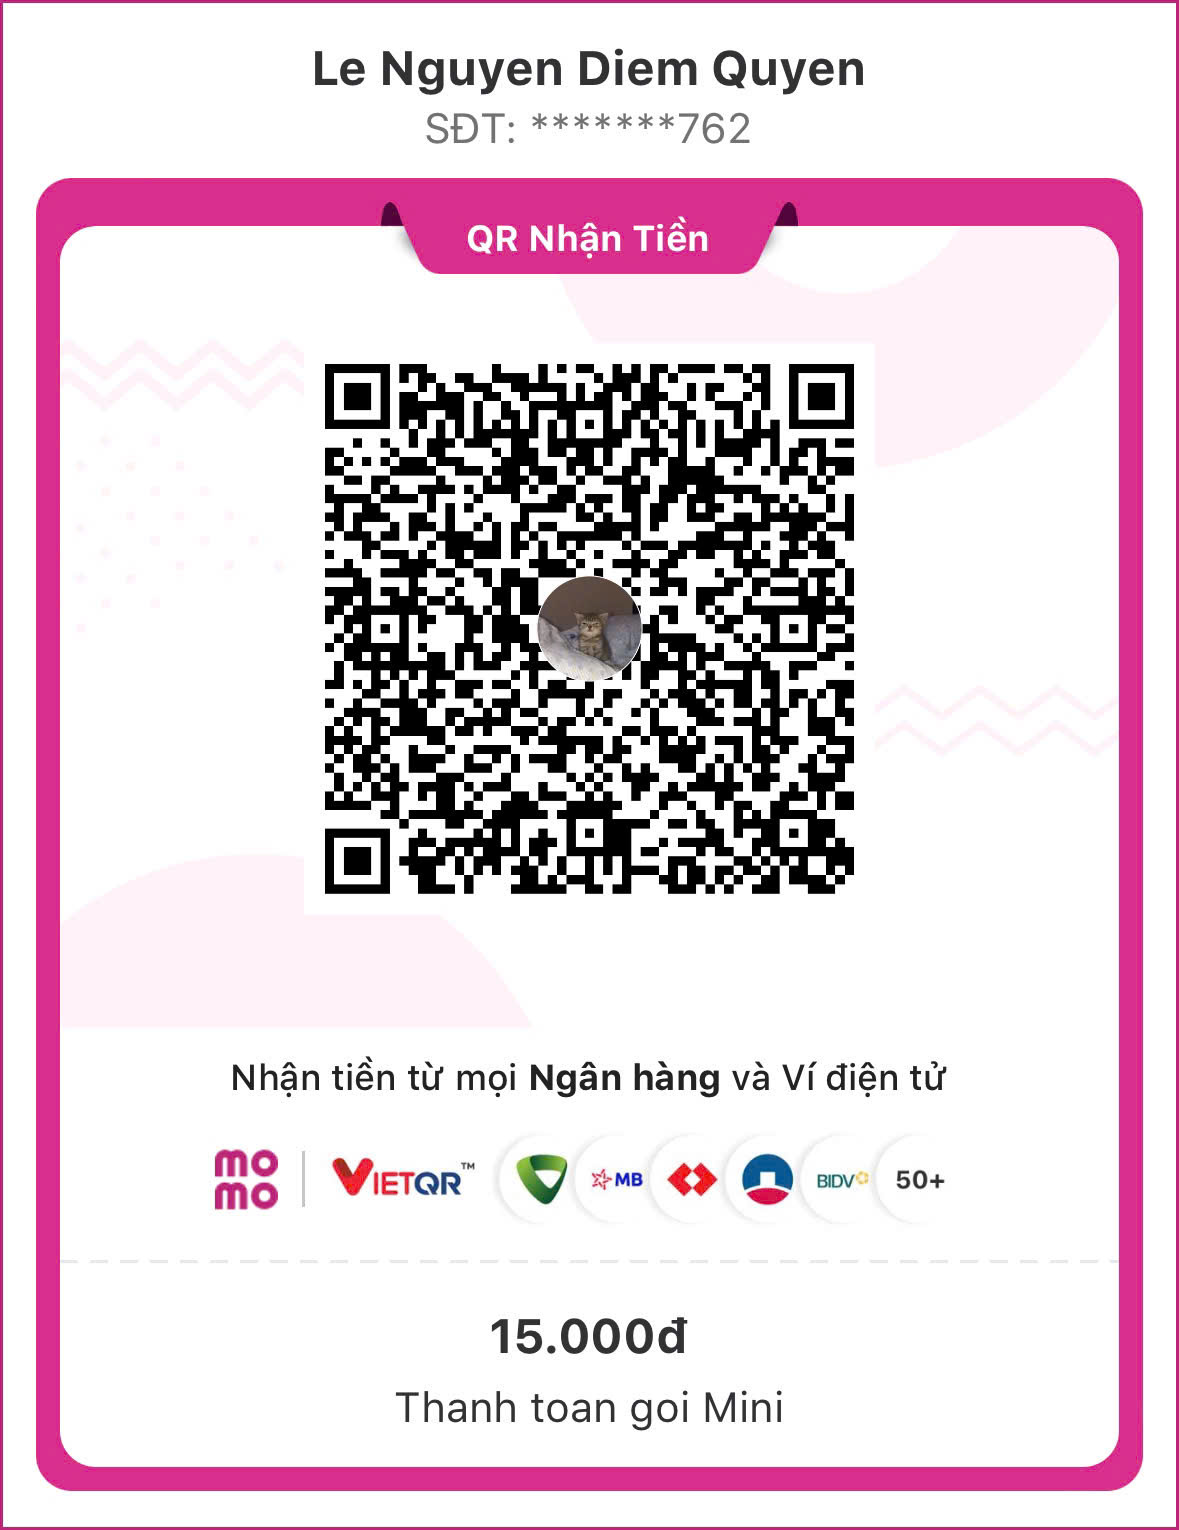 Le Nguyen Diem Quyen
SĐT: *******762
QR Nhận Tiền
Nhận tiền từ mọi Ngân hàng và Ví điện tử
mo
mo
VIETQR™
MB
BIDV
50+
15.000đ
Thanh toan goi Mini